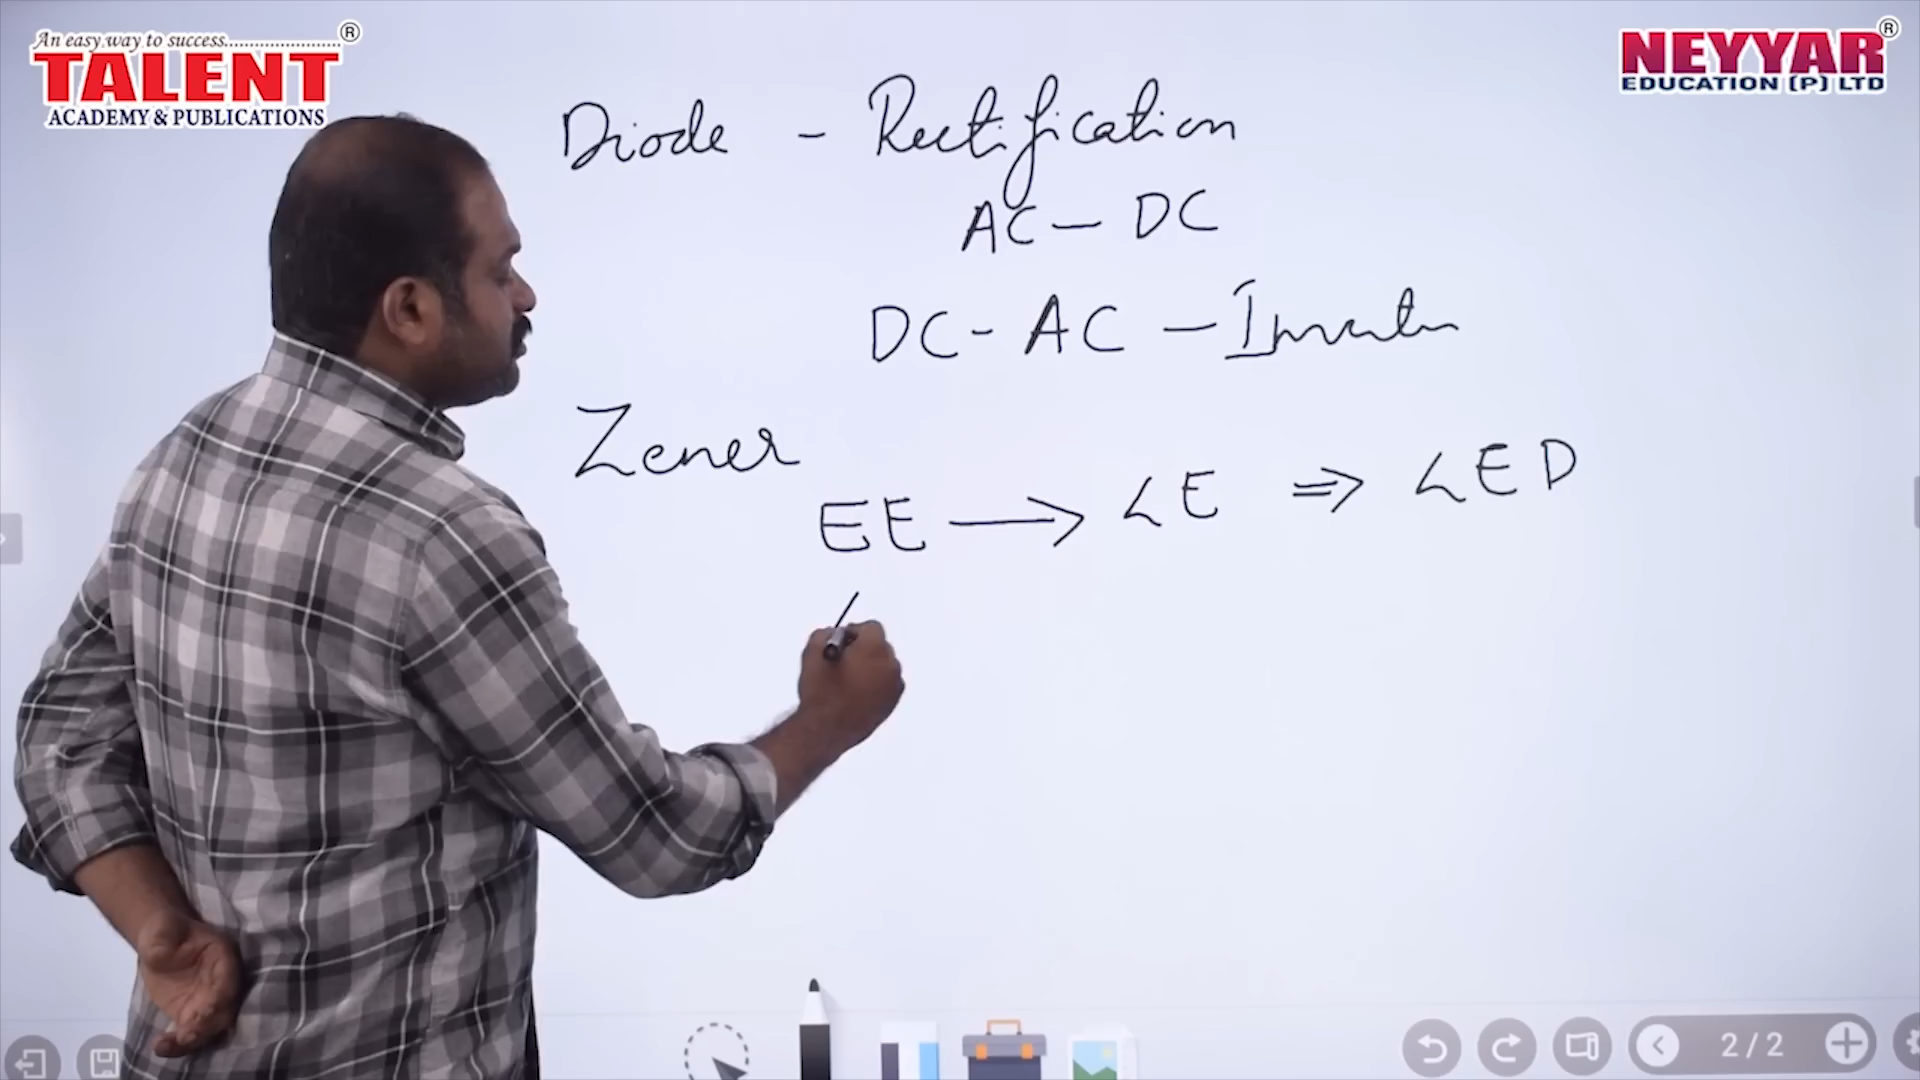 An easy way to success........................®
TALENT
ACADEMY & PUBLICATIONS
NEYYAR®
EDUCATION (P) LTD
Diode - Rectification
AC - DC
DC - AC - Inverter
Zener
EE → LE ⇒ LED
2/2